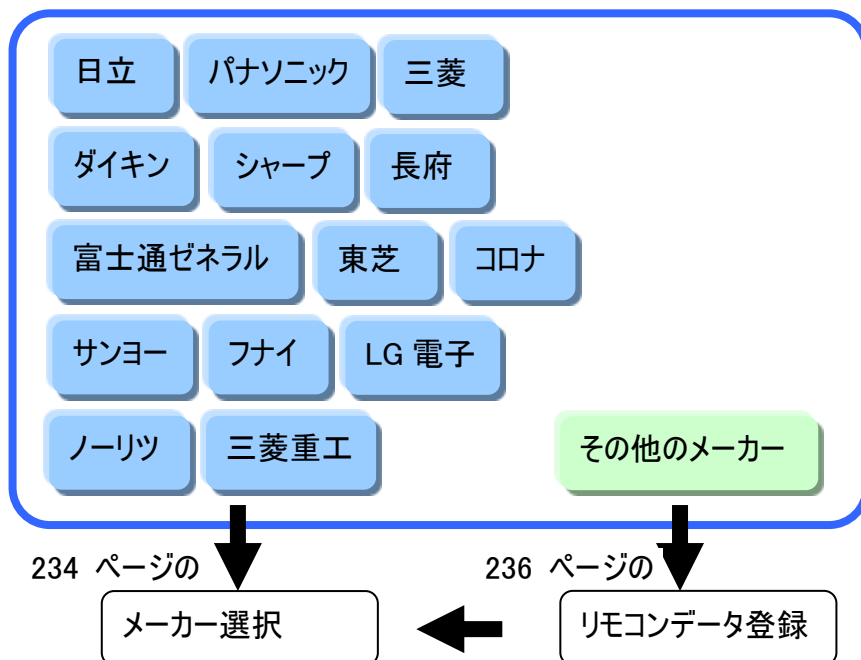 日立 パナソニック 三菱
ダイキン シャープ 長府
富士通ゼネラル 東芝 コロナ
サンヨー フナイ LG 電子
ノーリツ 三菱重工 その他のメーカー
234 ページの 236 ページの
メーカー選択 リモコンデータ登録